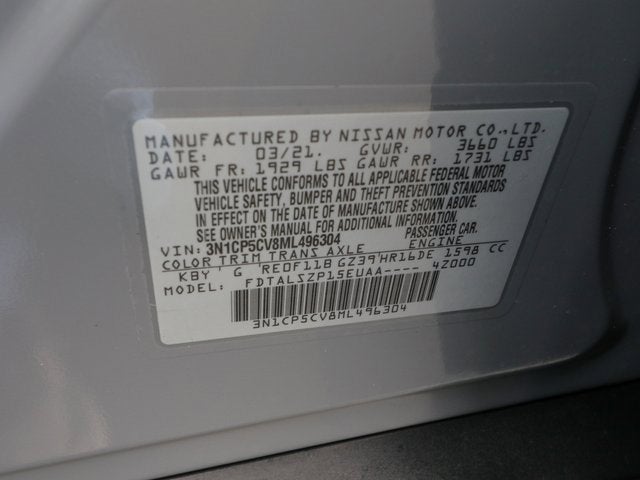 MANUFACTURED BY NISSAN MOTOR CO., LTD.
DATE: 03/21. GVWR: 3660 LBS
GAWR FR: 1929 LBS GAWR RR: 1731 LBS
THIS VEHICLE CONFORMS TO ALL APPLICABLE FEDERAL MOTOR
VEHICLE SAFETY, BUMPER AND THEFT PREVENTION STANDARDS
IN EFFECT ON THE DATE OF MANUFACTURE SHOWN ABOVE.
SEE OWNER'S MANUAL FOR ADDITIONAL INFORMATION.
VIN: 3N1CP5CV8ML496304 PASSENGER CAR.
COLOR TRIM TRANS AXLE ENGINE
KBY' G RE0F11B GZ39'HR16DE 1598 CC
MODEL: FDTALSZP15EUAA---- 4Z000
3N1CP5CV8ML496304